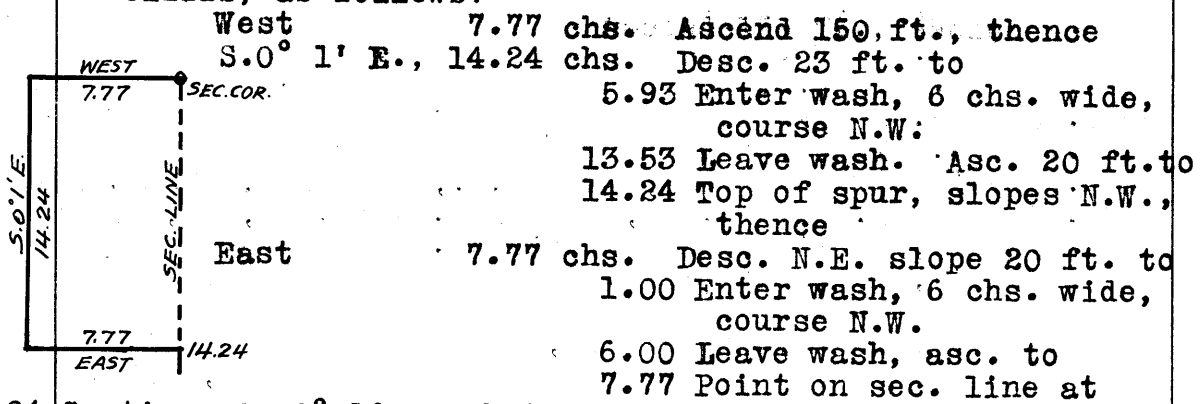 West 7.77 chs. Ascend 150 ft., thence
S.0° 1' E., 14.24 chs. Desc. 23 ft. to
5.93 Enter wash, 6 chs. wide,
course N.W.
13.53 Leave wash. Asc. 20 ft.to
14.24 Top of spur, slopes N.W.,
thence
East 7.77 chs. Desc. N.E. slope 20 ft. to
1.00 Enter wash, 6 chs. wide,
course N.W.
6.00 Leave wash, asc. to
7.77 Point on sec. line at
WEST
7.77
SEC.COR.
S.0°1'E.
14.24
SEC. LINE
7.77
EAST
14.24